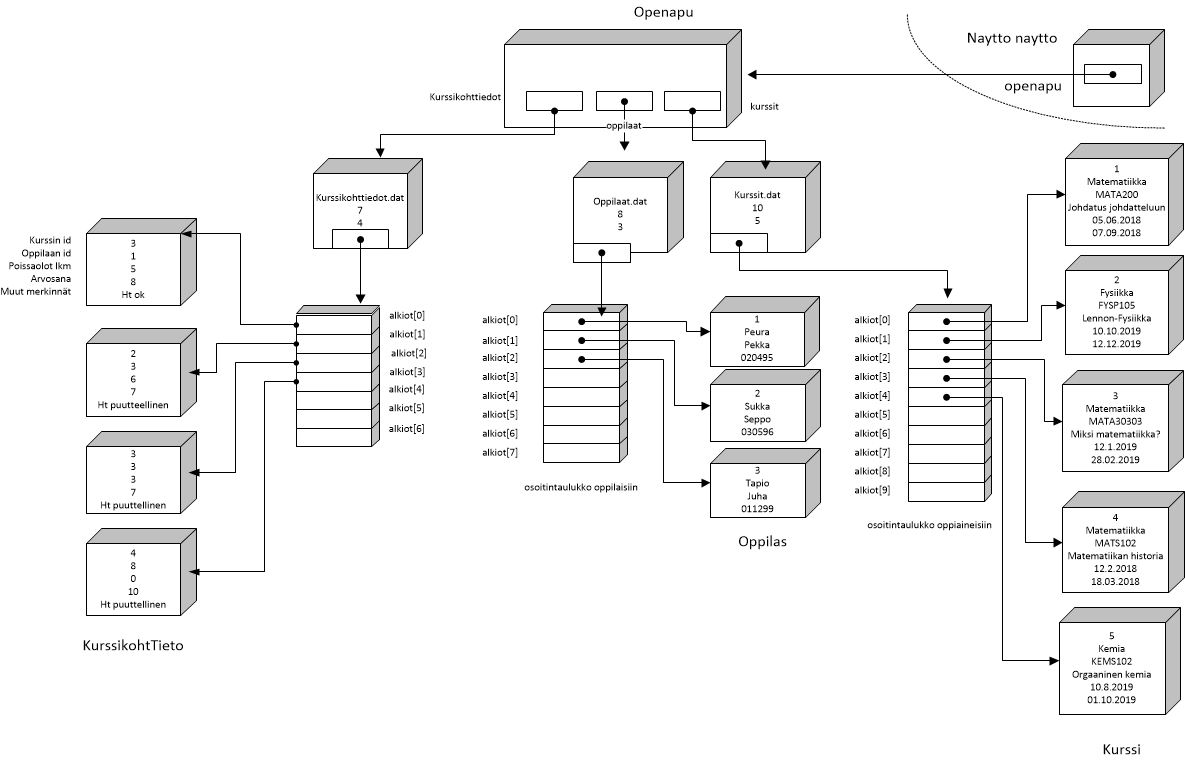 Openapu
Naytto naytto
openapu
Kurssikohttiedot
oppilaat
kurssit
Kurssikohttiedot.dat
7
4
Oppilaat.dat
8
3
Kurssit.dat
10
5
Kurssin id
Oppilaan id
Poissaolot lkm
Arvosana
Muut merkinnät
3
1
5
8
Ht ok
2
3
6
7
Ht puutteellinen
3
3
3
7
Ht puuttellinen
4
8
0
10
Ht puuttellinen
KurssikohtTieto
alkiot[0]
alkiot[1]
alkiot[2]
alkiot[3]
alkiot[4]
alkiot[5]
alkiot[6]
alkiot[0]
alkiot[1]
alkiot[2]
alkiot[3]
alkiot[4]
alkiot[5]
alkiot[6]
alkiot[7]
osoitintaulukko oppilaisiin
1
Peura
Pekka
020495
2
Sukka
Seppo
030596
3
Tapio
Juha
011299
Oppilas
alkiot[0]
alkiot[1]
alkiot[2]
alkiot[3]
alkiot[4]
alkiot[5]
alkiot[6]
alkiot[7]
alkiot[8]
alkiot[9]
osoitintaulukko oppiaineisiin
1
Matematiikka
MATA200
Johdatus johdatteluun
05.06.2018
07.09.2018
2
Fysiikka
FYSP105
Lennon-Fysiikka
10.10.2019
12.12.2019
3
Matematiikka
MATA30303
Miksi matematiikka?
12.1.2019
28.02.2019
4
Matematiikka
MATS102
Matematiikan historia
12.2.2018
18.03.2018
5
Kemia
KEMS102
Orgaaninen kemia
10.8.2019
01.10.2019
Kurssi